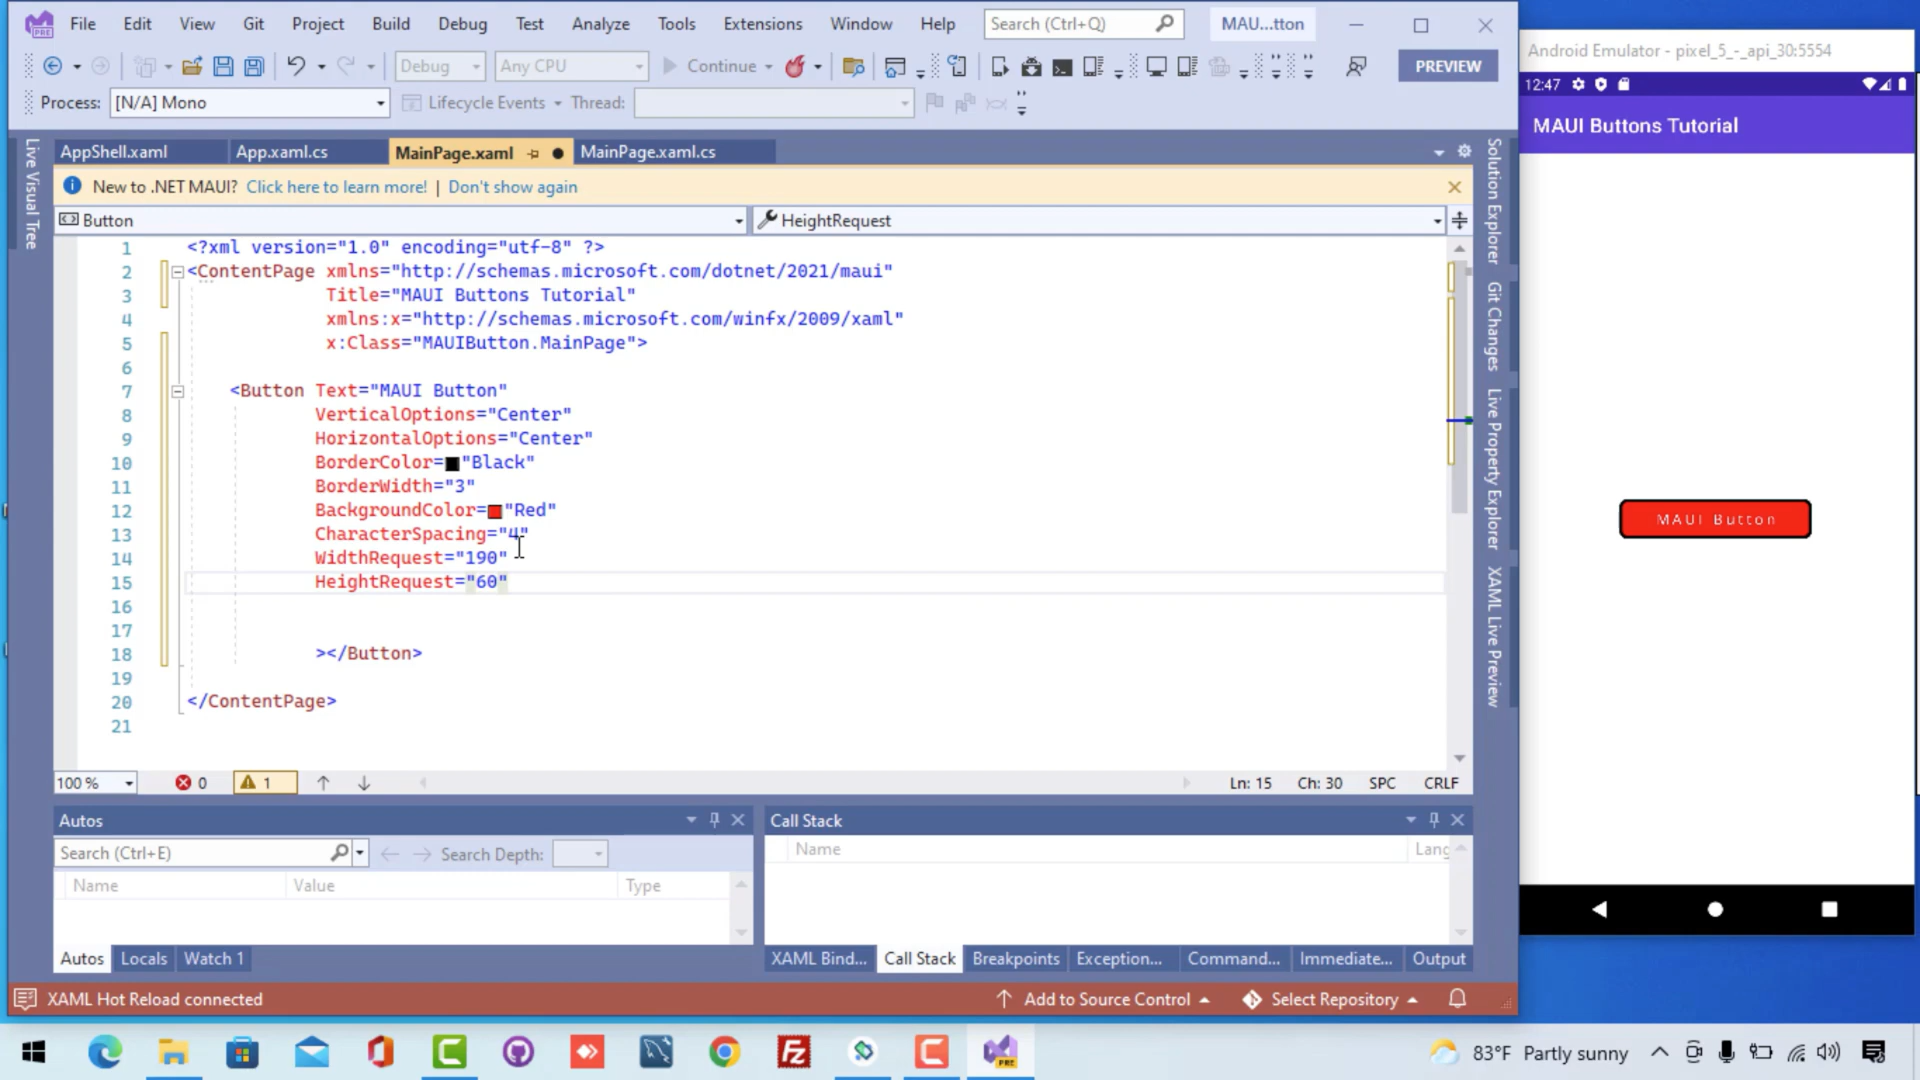 File Edit View Git Project Build Debug Test Analyze Tools Extensions Window Help Search (Ctrl+Q) MAU...tton
Debug Any CPU Continue PREVIEW
Process: [N/A] Mono Lifecycle Events Thread:
AppShell.xaml App.xaml.cs MainPage.xaml MainPage.xaml.cs
New to .NET MAUI? Click here to learn more! | Don't show again
Button HeightRequest
1 <?xml version="1.0" encoding="utf-8" ?>
2 <ContentPage xmlns="http://schemas.microsoft.com/dotnet/2021/maui"
3 Title="MAUI Buttons Tutorial"
4 xmlns:x="http://schemas.microsoft.com/winfx/2009/xaml"
5 x:Class="MAUIButton.MainPage">
6
7 <Button Text="MAUI Button"
8 VerticalOptions="Center"
9 HorizontalOptions="Center"
10 BorderColor="Black"
11 BorderWidth="3"
12 BackgroundColor="Red"
13 CharacterSpacing="4"
14 WidthRequest="190"
15 HeightRequest="60"
16
17
18 ></Button>
19
20 </ContentPage>
21
100 % 0 1 Ln: 15 Ch: 30 SPC CRLF
Autos
Search (Ctrl+E) Search Depth:
Name Value Type
Autos Locals Watch 1
Call Stack
Name Lang
XAML Bind... Call Stack Breakpoints Exception... Command... Immediate... Output
XAML Hot Reload connected Add to Source Control Select Repository
Live Visual Tree
Solution Explorer
Git Changes
Live Property Explorer
XAML Live Preview
Android Emulator - pixel_5_-_api_30:5554
12:47
MAUI Buttons Tutorial
MAUI Button
PRE
83°F Partly sunny